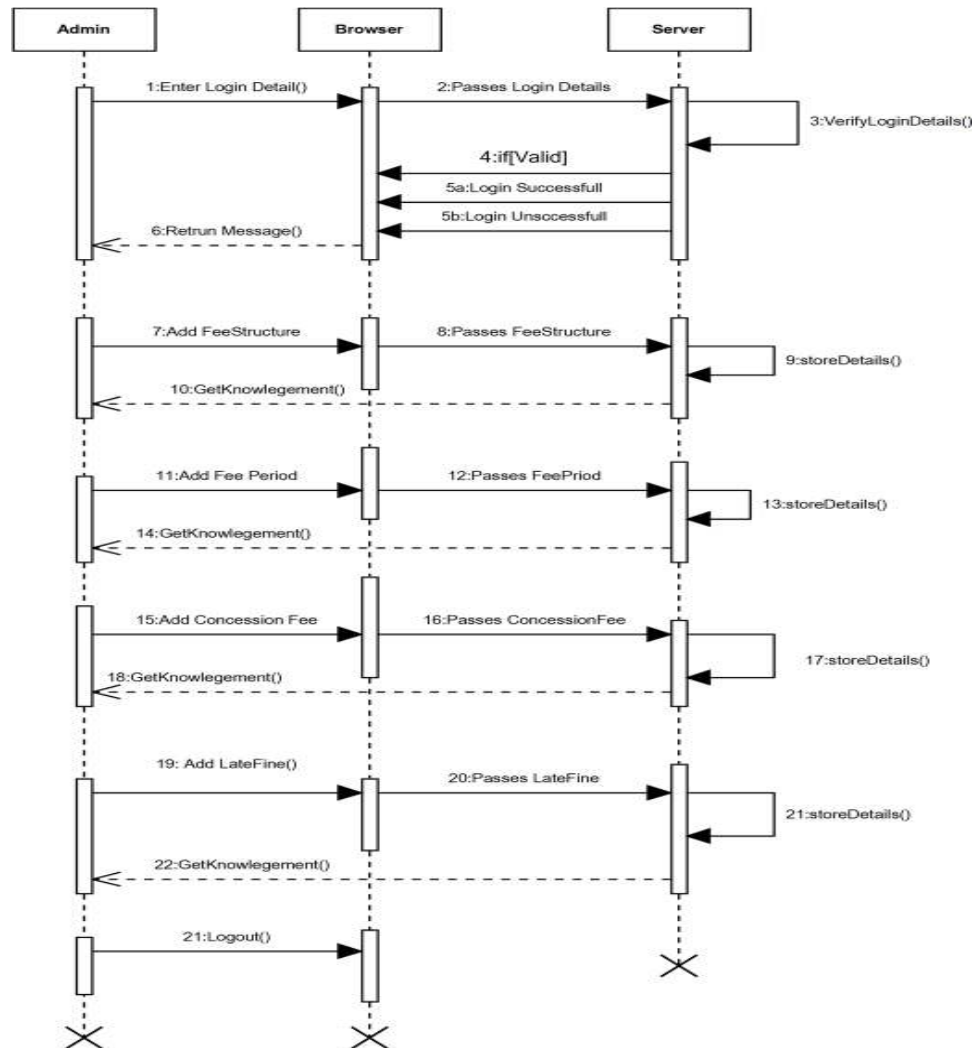 Admin
Browser
Server
1:Enter Login Detail()
2:Passes Login Details
3:VerifyLoginDetails()
4:if[Valid]
5a:Login Successfull
5b:Login Unsoccessfull
6:Retrun Message()
7:Add FeeStructure
8:Passes FeeStructure
9:storeDetails()
10:GetKnowlegement()
11:Add Fee Period
12:Passes FeePriod
13:storeDetails()
14:GetKnowlegement()
15:Add Concession Fee
16:Passes ConcessionFee
17:storeDetails()
18:GetKnowlegement()
19: Add LateFine()
20:Passes LateFine
21:storeDetails()
22:GetKnowlegement()
21:Logout()